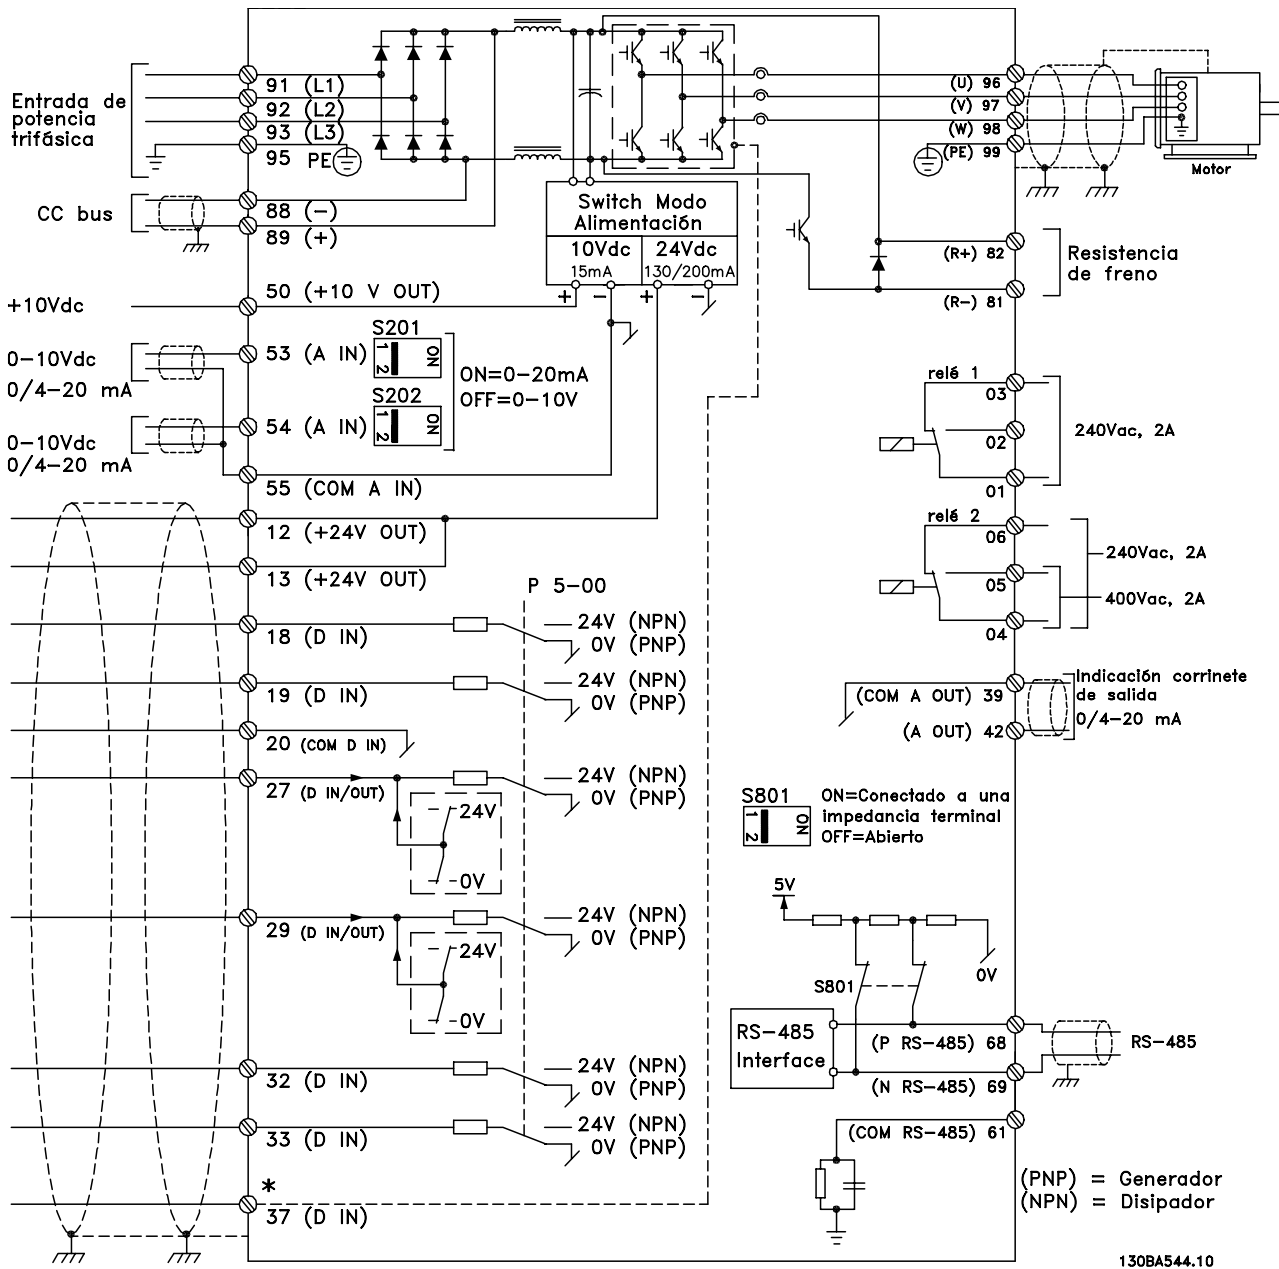 Entrada de
potencia
trifásica
91 (L1)
92 (L2)
93 (L3)
95 PE
CC bus
88 (−)
89 (+)
+10Vdc
50 (+10 V OUT)
0−10Vdc
0/4−20 mA
53 (A IN)
S201
1 2 ON
0−10Vdc
0/4−20 mA
54 (A IN)
S202
1 2 ON
ON=0−20mA
OFF=0−10V
55 (COM A IN)
12 (+24V OUT)
13 (+24V OUT)
Switch Modo
Alimentación
10Vdc
15mA
24Vdc
130/200mA
+ − + −
P 5−00
18 (D IN)
24V (NPN)
0V (PNP)
19 (D IN)
24V (NPN)
0V (PNP)
20 (COM D IN)
27 (D IN/OUT)
24V (NPN)
0V (PNP)
24V
0V
29 (D IN/OUT)
24V (NPN)
0V (PNP)
24V
0V
32 (D IN)
24V (NPN)
0V (PNP)
33 (D IN)
24V (NPN)
0V (PNP)
*
37 (D IN)
(U) 96
(V) 97
(W) 98
(PE) 99
Motor
(R+) 82
(R−) 81
Resistencia
de freno
relé 1
03
02
01
240Vac, 2A
relé 2
06
05
04
240Vac, 2A
400Vac, 2A
(COM A OUT) 39
(A OUT) 42
Indicación corrinete
de salida
0/4−20 mA
S801
1 2 ON
ON=Conectado a una
impedancia terminal
OFF=Abierto
5V
0V
S801
RS−485
Interface
(P RS−485) 68
(N RS−485) 69
RS−485
(COM RS−485) 61
(PNP) = Generador
(NPN) = Disipador
130BA544.10